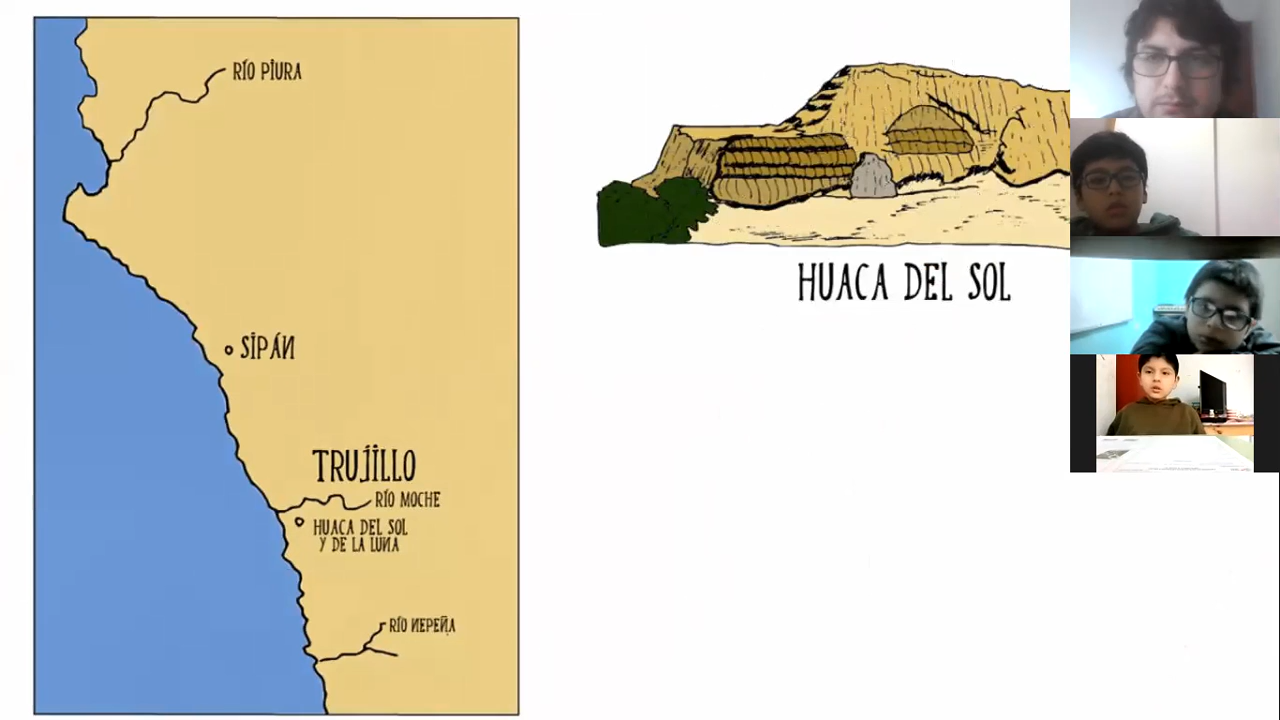 RÍO PIURA
SIPÁN
TRUJILLO
RÍO MOCHE
HUACA DEL SOL
Y DE LA LUNA
RÍO NEPEÑA
HUACA DEL SOL